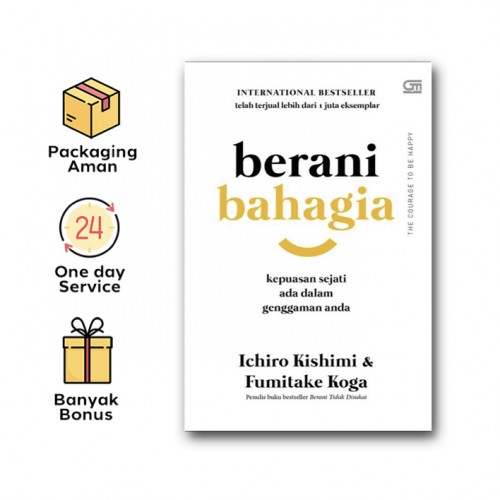 Packaging
Aman
24
One day
Service
Banyak
Bonus
INTERNATIONAL BESTSELLER
telah terjual lebih dari 1 juta eksemplar
GM
berani
bahagia
THE COURAGE TO BE HAPPY
kepuasan sejati
ada dalam
genggaman anda
Ichiro Kishimi &
Fumitake Koga
Penulis buku bestseller Berani Tidak Disukai